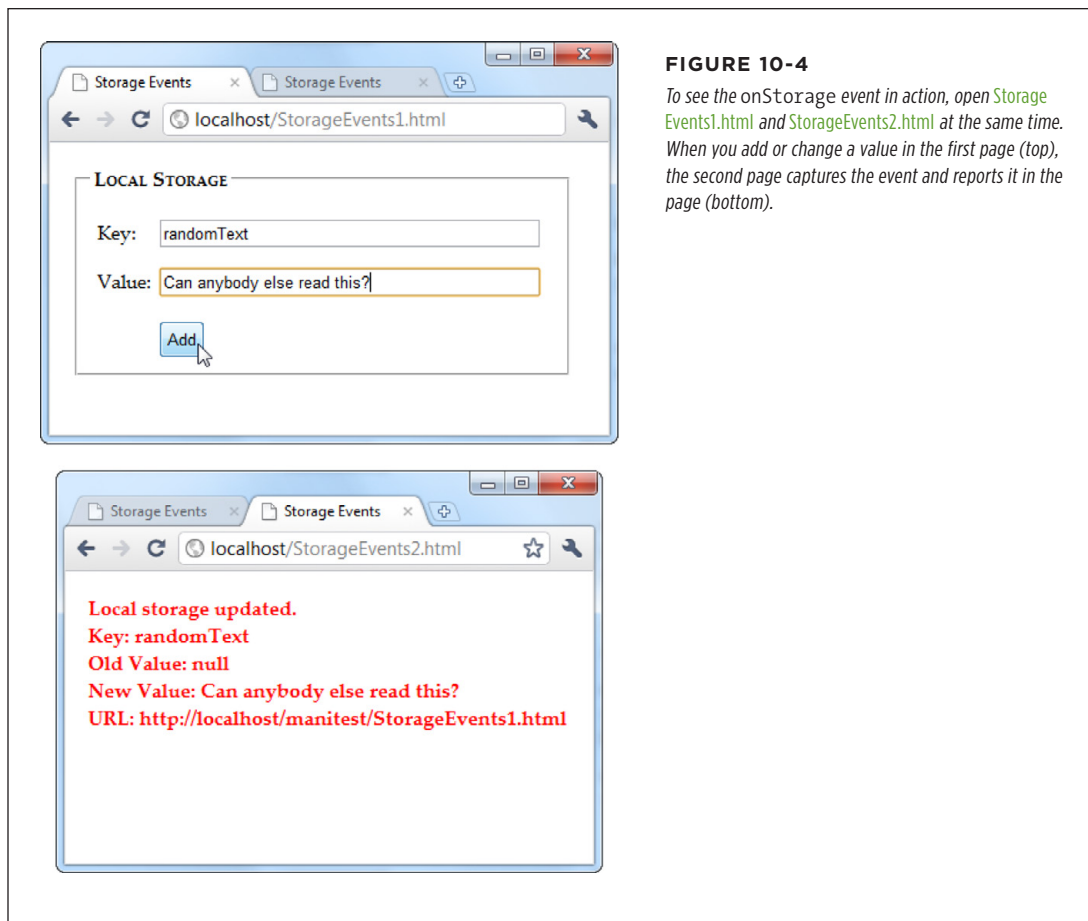 Storage Events
Storage Events
localhost/StorageEvents1.html
LOCAL STORAGE
Key: randomText
Value: Can anybody else read this?
Add
FIGURE 10-4
To see the onStorage event in action, open Storage
Events1.html and StorageEvents2.html at the same time.
When you add or change a value in the first page (top),
the second page captures the event and reports it in the
page (bottom).
Storage Events
Storage Events
localhost/StorageEvents2.html
Local storage updated.
Key: randomText
Old Value: null
New Value: Can anybody else read this?
URL: http://localhost/manitest/StorageEvents1.html